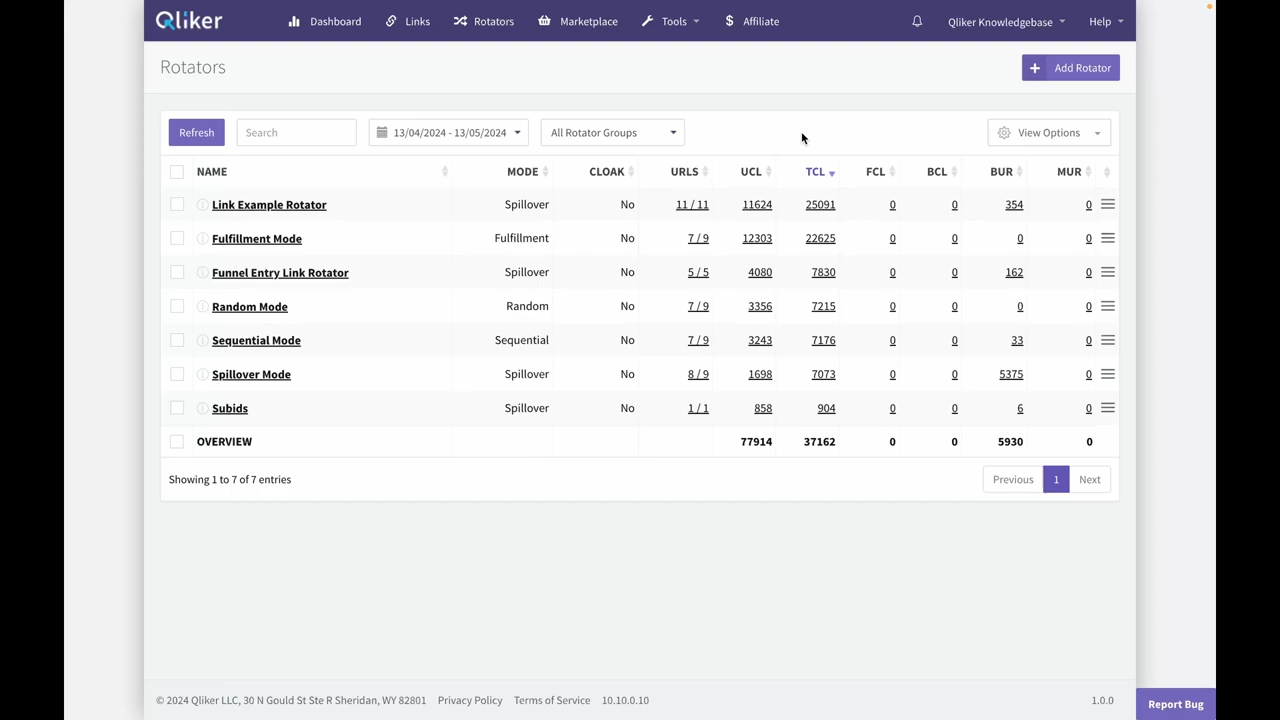 Qliker
Dashboard Links Rotators Marketplace Tools Affiliate Qliker Knowledgebase Help
Rotators
+ Add Rotator
Refresh Search 13/04/2024 - 13/05/2024 All Rotator Groups View Options
NAME MODE CLOAK URLS UCL TCL FCL BCL BUR MUR
Link Example Rotator Spillover No 11 / 11 11624 25091 0 0 354 0
Fulfillment Mode Fulfillment No 7 / 9 12303 22625 0 0 0 0
Funnel Entry Link Rotator Spillover No 5 / 5 4080 7830 0 0 162 0
Random Mode Random No 7 / 9 3356 7215 0 0 0 0
Sequential Mode Sequential No 7 / 9 3243 7176 0 0 33 0
Spillover Mode Spillover No 8 / 9 1698 7073 0 0 5375 0
Subids Spillover No 1 / 1 858 904 0 0 6 0
OVERVIEW 77914 37162 0 0 5930 0
Showing 1 to 7 of 7 entries Previous 1 Next
© 2024 Qliker LLC, 30 N Gould St Ste R Sheridan, WY 82801 Privacy Policy Terms of Service 10.10.0.10 1.0.0
Report Bug